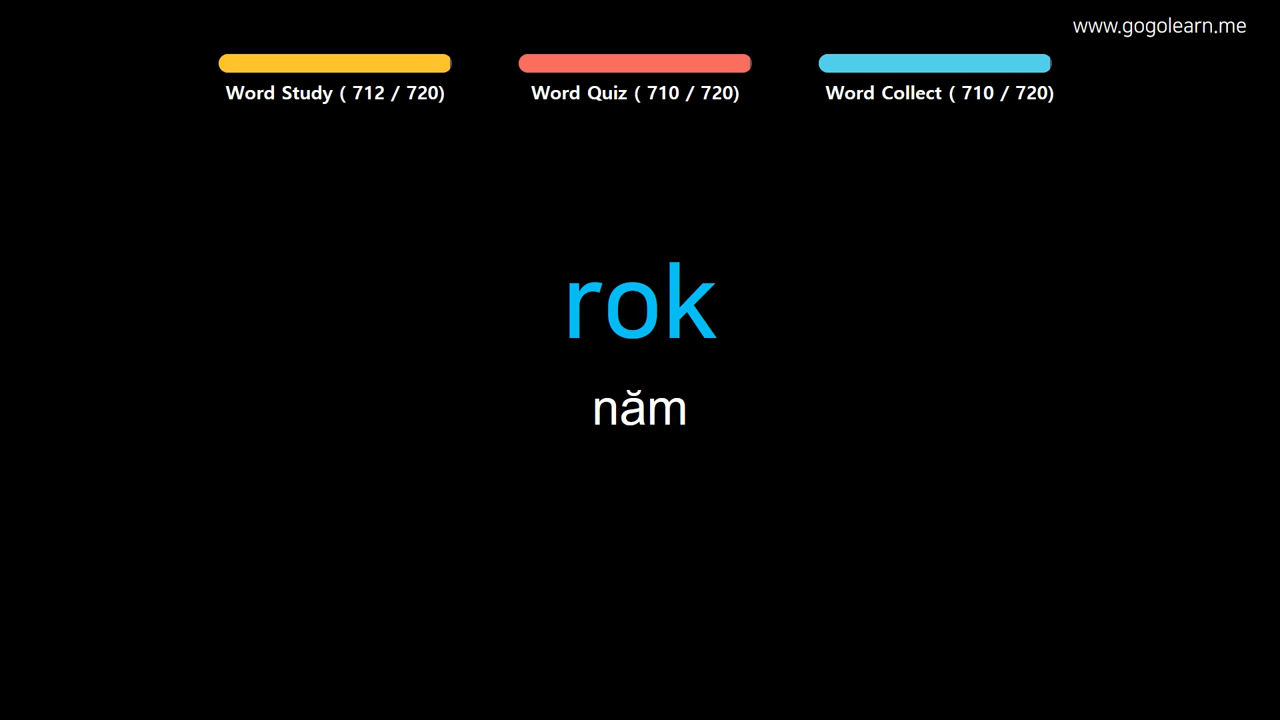 www.gogolearn.me
Word Study ( 712 / 720)
Word Quiz ( 710 / 720)
Word Collect ( 710 / 720)
rok
năm